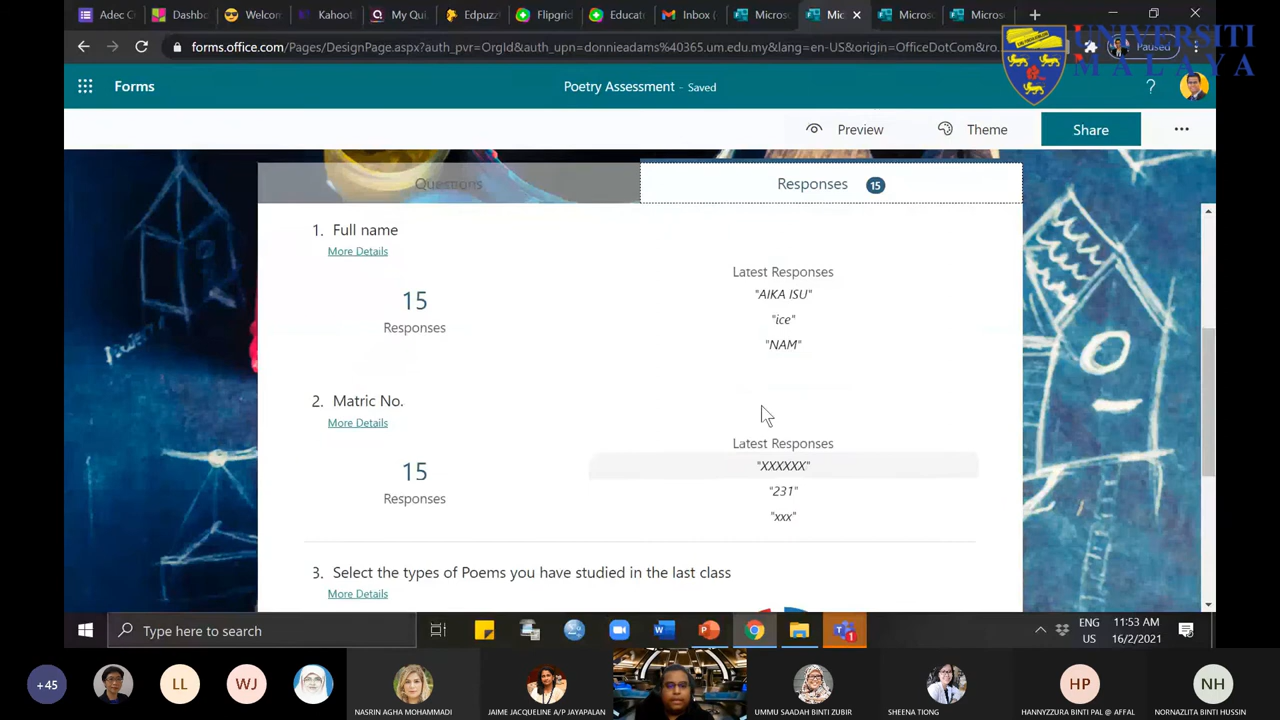 Adec C
Dashbo
Welcom
Kahoot
My Qui
Edpuzz
Flipgrid
Educate
Inbox (
Micros
Mic
Micros
Micros
forms.office.com/Pages/DesignPage.aspx?auth_pvr=OrgId&auth_upn=donnieadams%40365.um.edu.my&lang=en-US&origin=OfficeDotCom&ro
Paused
UNIVERSITI
MALAYA
Forms
Poetry Assessment - Saved
?
Preview
Theme
Share
Questions
Responses 15
1. Full name
More Details
15
Responses
Latest Responses
"AIKA ISU"
"ice"
"NAM"
2. Matric No.
More Details
15
Responses
Latest Responses
"XXXXXX"
"231"
"xxx"
3. Select the types of Poems you have studied in the last class
More Details
Type here to search
ENG
US
11:53 AM
16/2/2021
+45
LL
WJ
NASRIN AGHA MOHAMMADI
JAIME JACQUELINE A/P JAYAPALAN
UMMU SAADAH BINTI ZUBIR
SHEENA TIONG
HP
HANNYZZURA BINTI PAL @ AFFAL
NH
NORNAZLITA BINTI HUSSIN